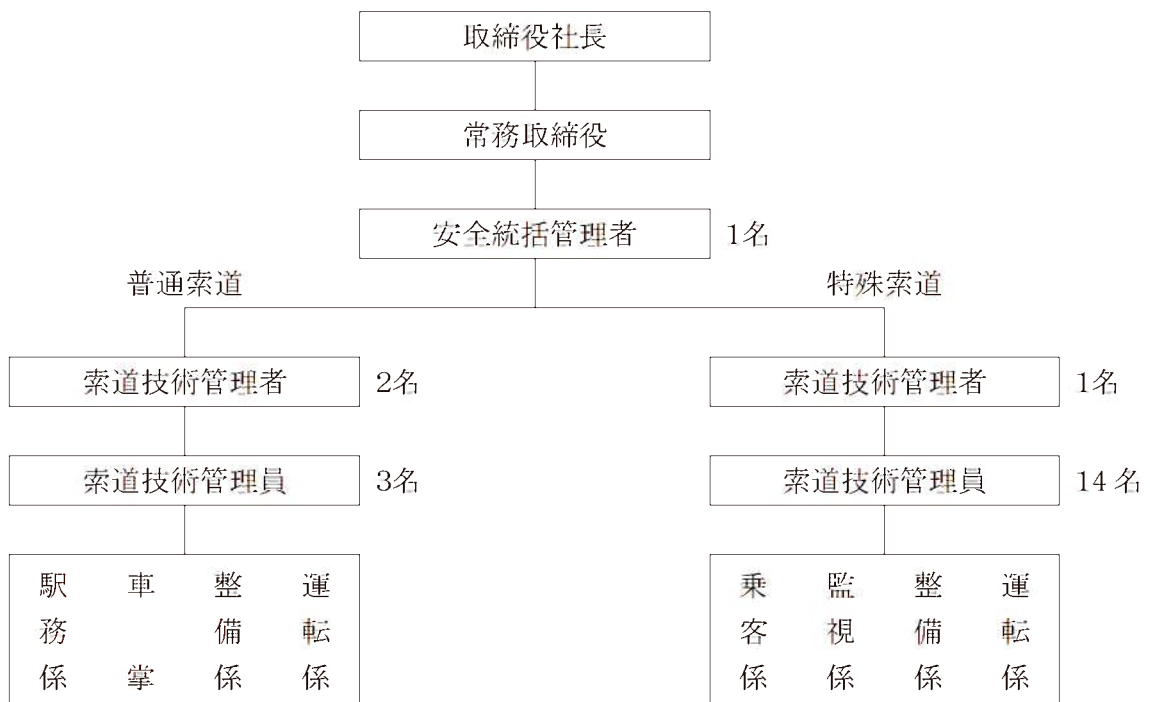 取締役社長
常務取締役
安全統括管理者 1名
普通索道 特殊索道
索道技術管理者 2名
索道技術管理者 1名
索道技術管理員 3名
索道技術管理員 14名
駅務係
車掌
整備係
運転係
乗客係
監視係
整備係
運転係